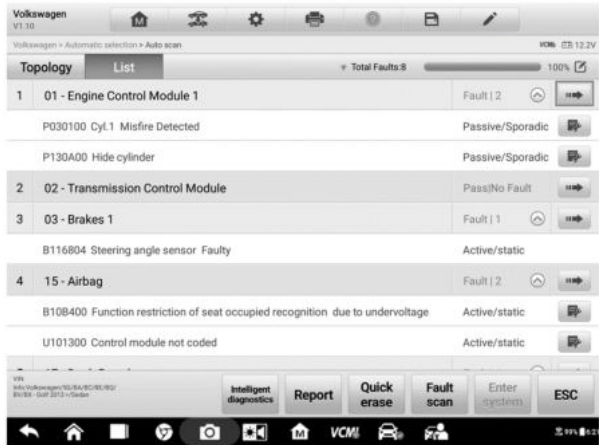 Volkswagen
V1.10
Volkswagen > Automatic selection > Auto scan
VCMI 12.2V
Topology List Total Faults:8 100%
1 01 - Engine Control Module 1 Fault | 2
P030100 Cyl.1 Misfire Detected Passive/Sporadic
P130A00 Hide cylinder Passive/Sporadic
2 02 - Transmission Control Module Pass|No Fault
3 03 - Brakes 1 Fault | 1
B116804 Steering angle sensor Faulty Active/static
4 15 - Airbag Fault | 2
B10B400 Function restriction of seat occupied recognition due to undervoltage Active/static
U101300 Control module not coded Active/static
VIN
Intelligent diagnostics Report Quick erase Fault scan Enter system ESC
VCMI